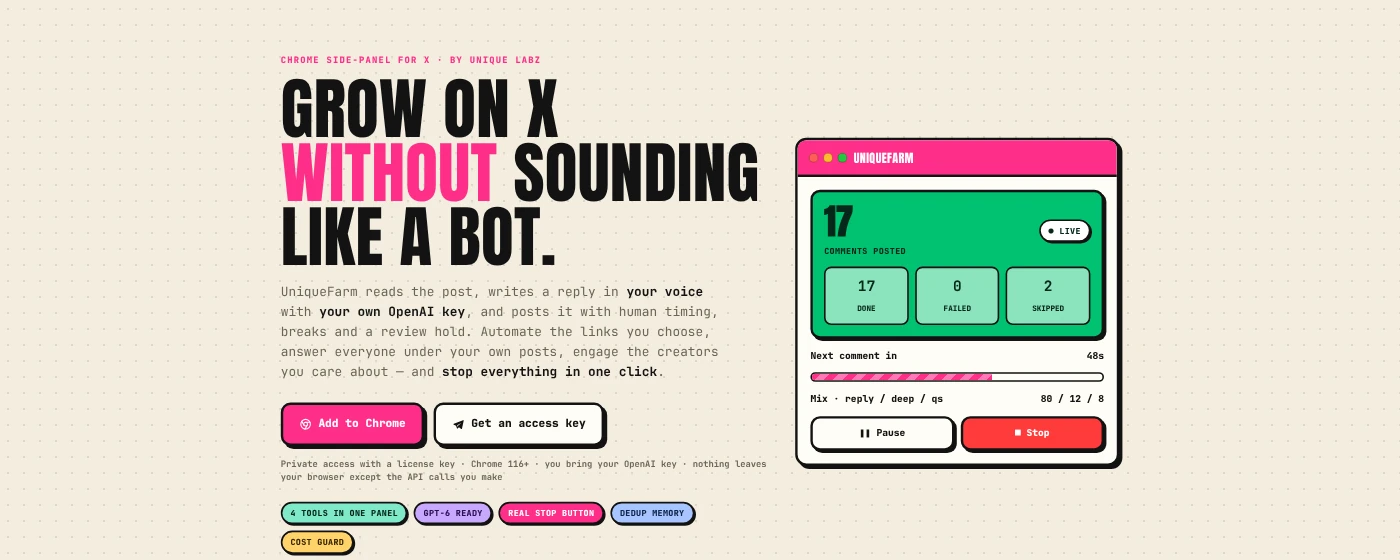 CHROME SIDE-PANEL FOR X · BY UNIQUE LABZ
GROW ON X
WITHOUT SOUNDING
LIKE A BOT.
UniqueFarm reads the post, writes a reply in your voice
with your own OpenAI key, and posts it with human timing,
breaks and a review hold. Automate the links you choose,
answer everyone under your own posts, engage the creators
you care about — and stop everything in one click.
Add to Chrome
Get an access key
Private access with a license key · Chrome 116+ · you bring your OpenAI key · nothing leaves
your browser except the API calls you make
4 TOOLS IN ONE PANEL
GPT-6 READY
REAL STOP BUTTON
DEDUP MEMORY
COST GUARD
UNIQUEFARM
17
COMMENTS POSTED
LIVE
17
DONE
0
FAILED
2
SKIPPED
Next comment in 48s
Mix · reply / deep / qs 80 / 12 / 8
Pause
Stop